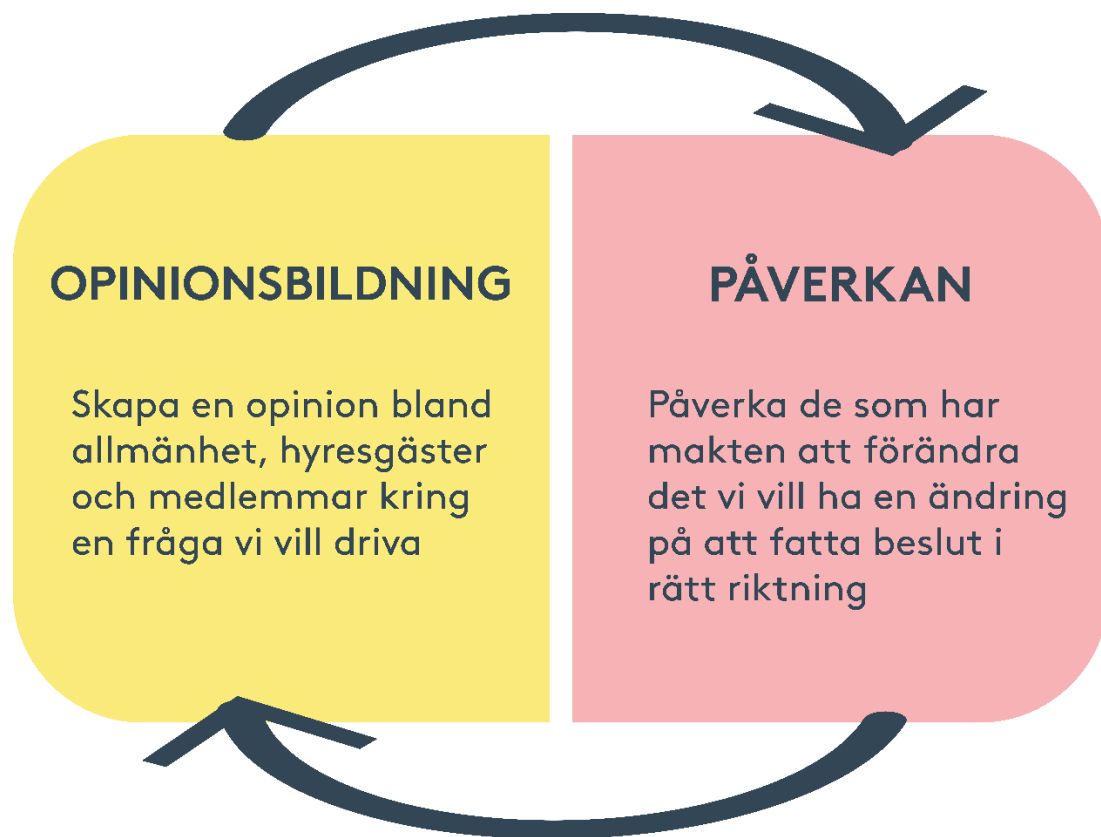 OPINIONSBILDNING
Skapa en opinion bland
allmänhet, hyresgäster
och medlemmar kring
en fråga vi vill driva
PÅVERKAN
Påverka de som har
makten att förändra
det vi vill ha en ändring
på att fatta beslut i
rätt riktning